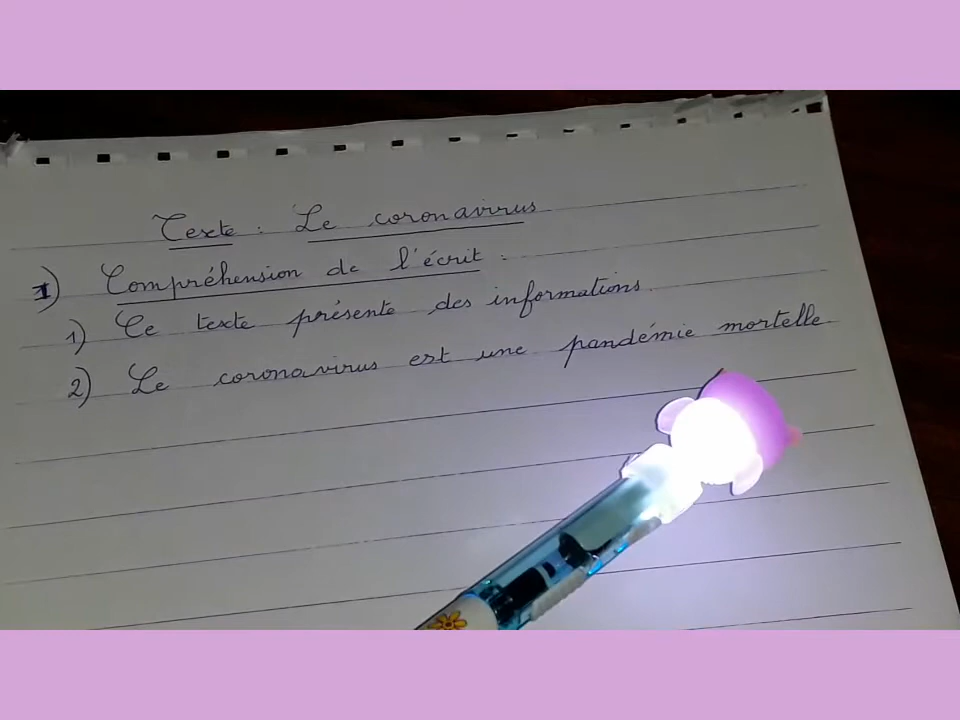 Texte : Le coronavirus
I) Compréhension de l'écrit :
1) Ce texte présente des informations.
2) Le coronavirus est une pandémie mortelle.